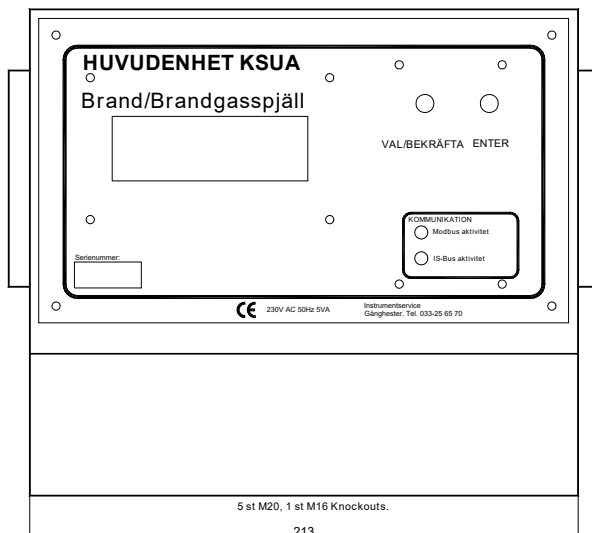 HUVUDENHET KSUA
Brand/Brandgasspjäll
VAL/BEKRÄFTA ENTER
KOMMUNIKATION
Modbus aktivitet
IS-Bus aktivitet
Serienummer:
CE 230V AC 50Hz 5VA
Instrumentservice
Gånghester. Tel. 033-25 65 70
5 st M20, 1 st M16 Knockouts.
213